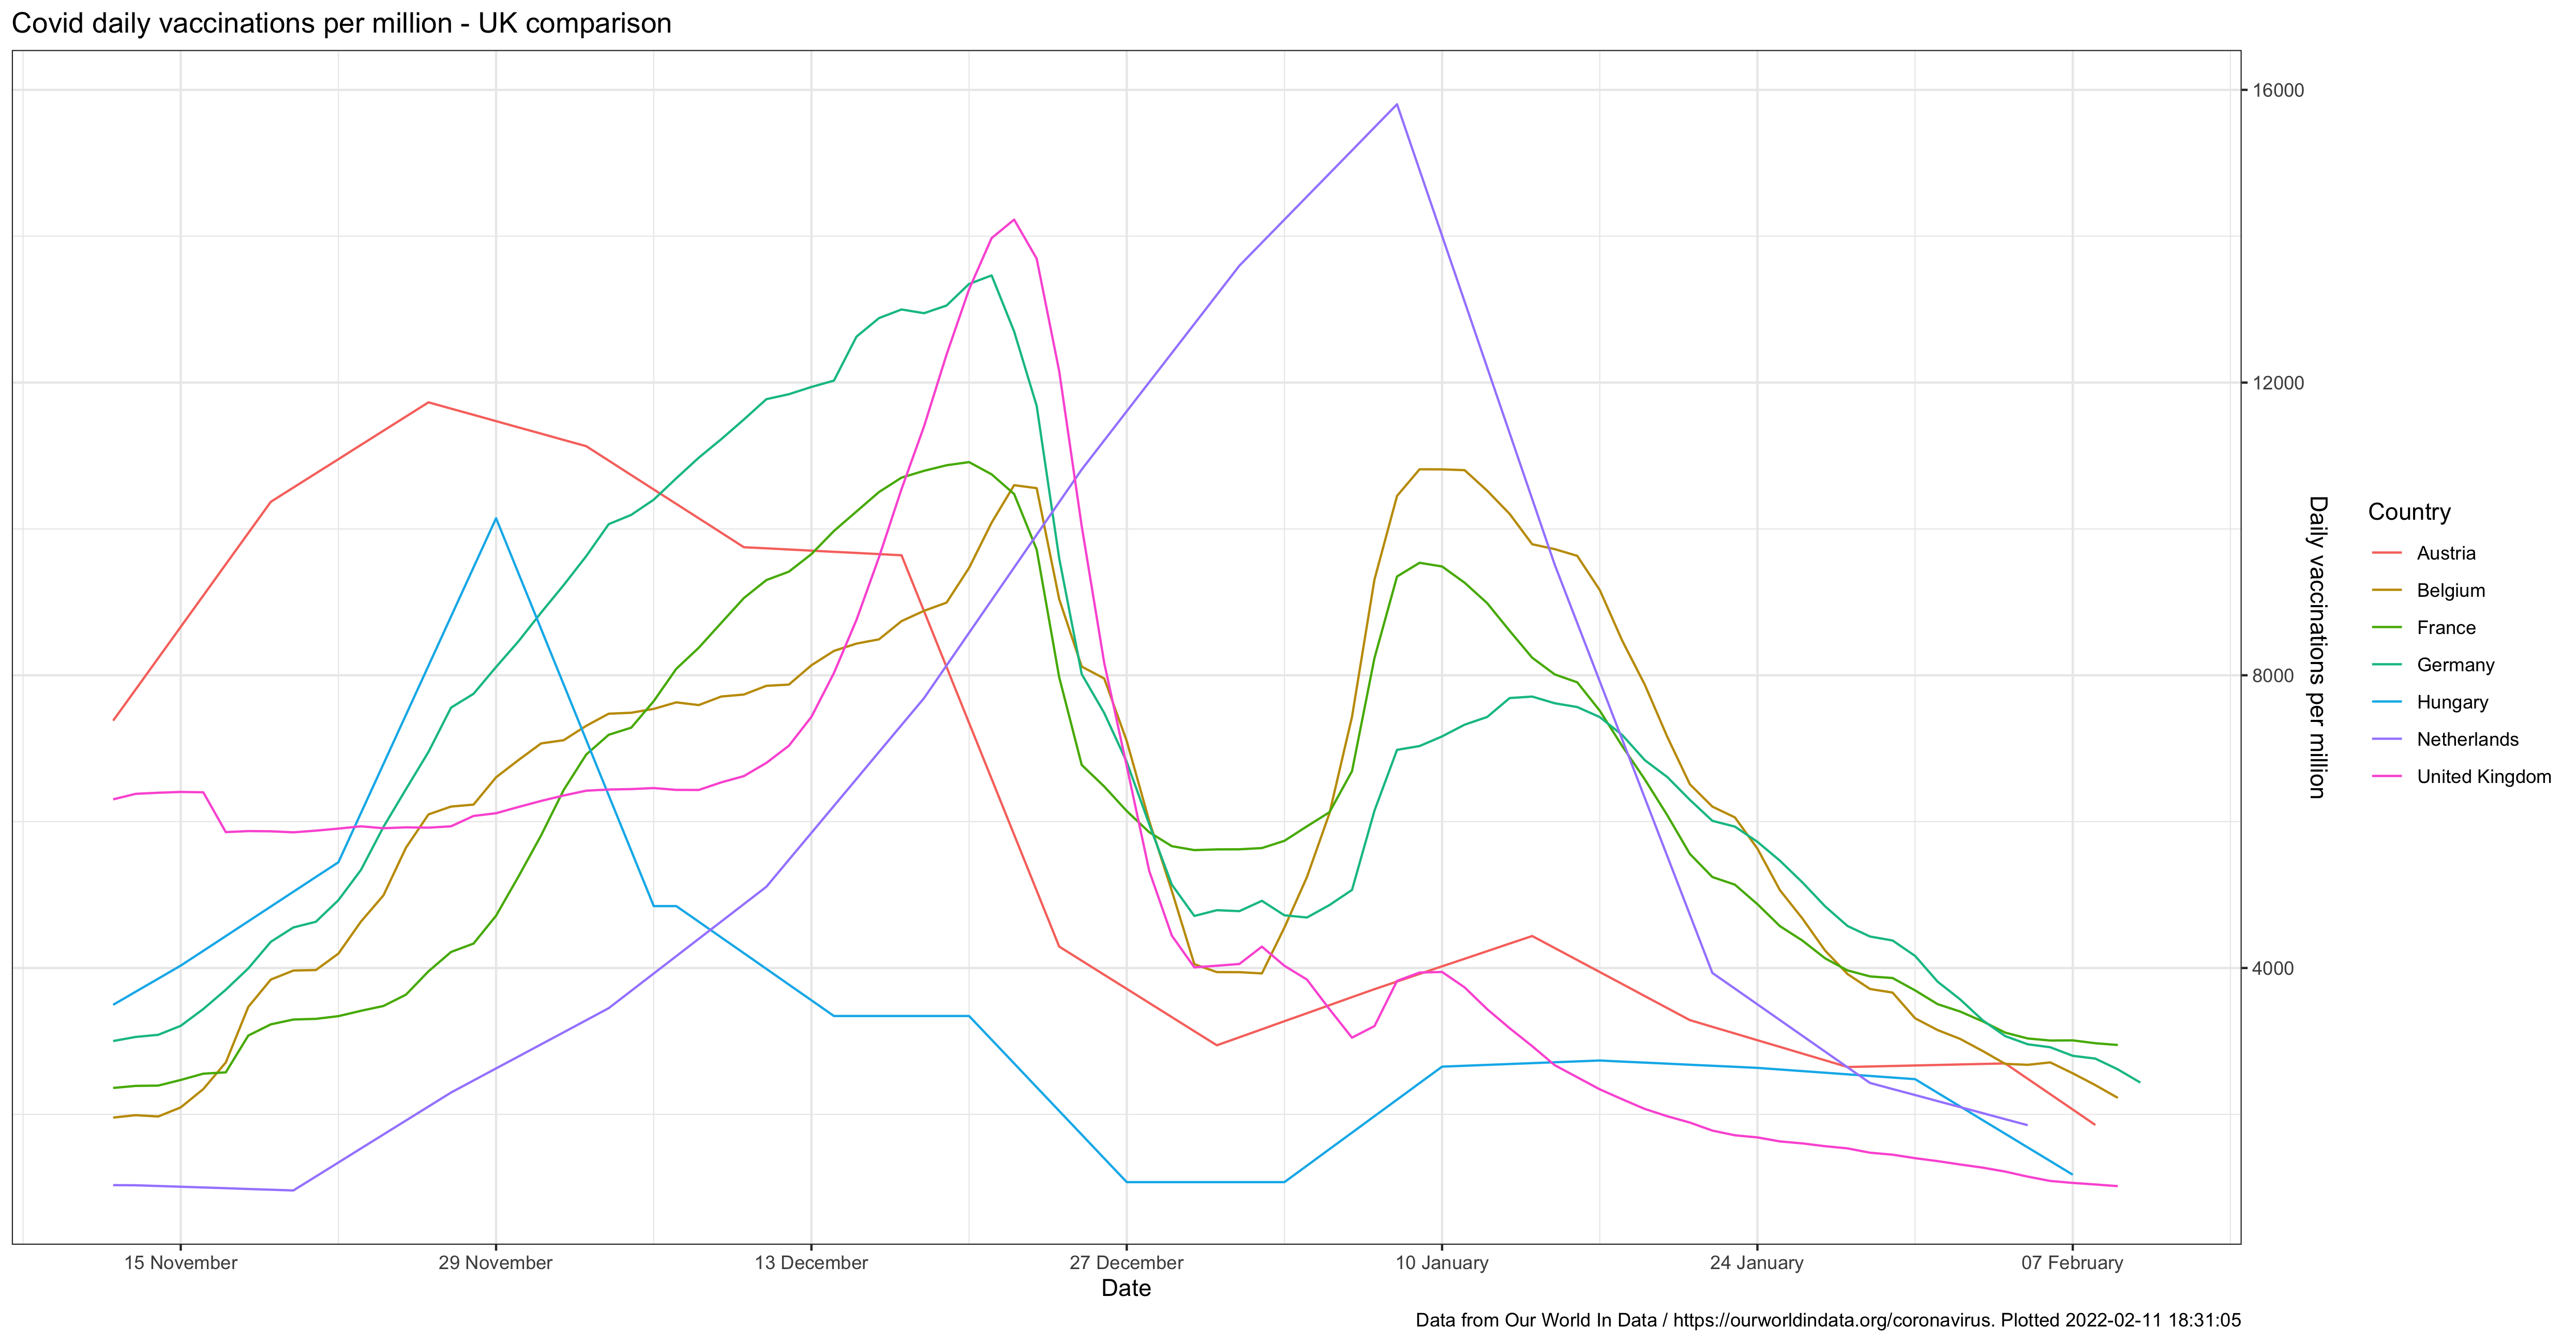 Covid daily vaccinations per million - UK comparison
16000
12000
8000
4000
Daily vaccinations per million
15 November
29 November
13 December
27 December
10 January
24 January
07 February
Date
Country
Austria
Belgium
France
Germany
Hungary
Netherlands
United Kingdom
Data from Our World In Data / https://ourworldindata.org/coronavirus. Plotted 2022-02-11 18:31:05